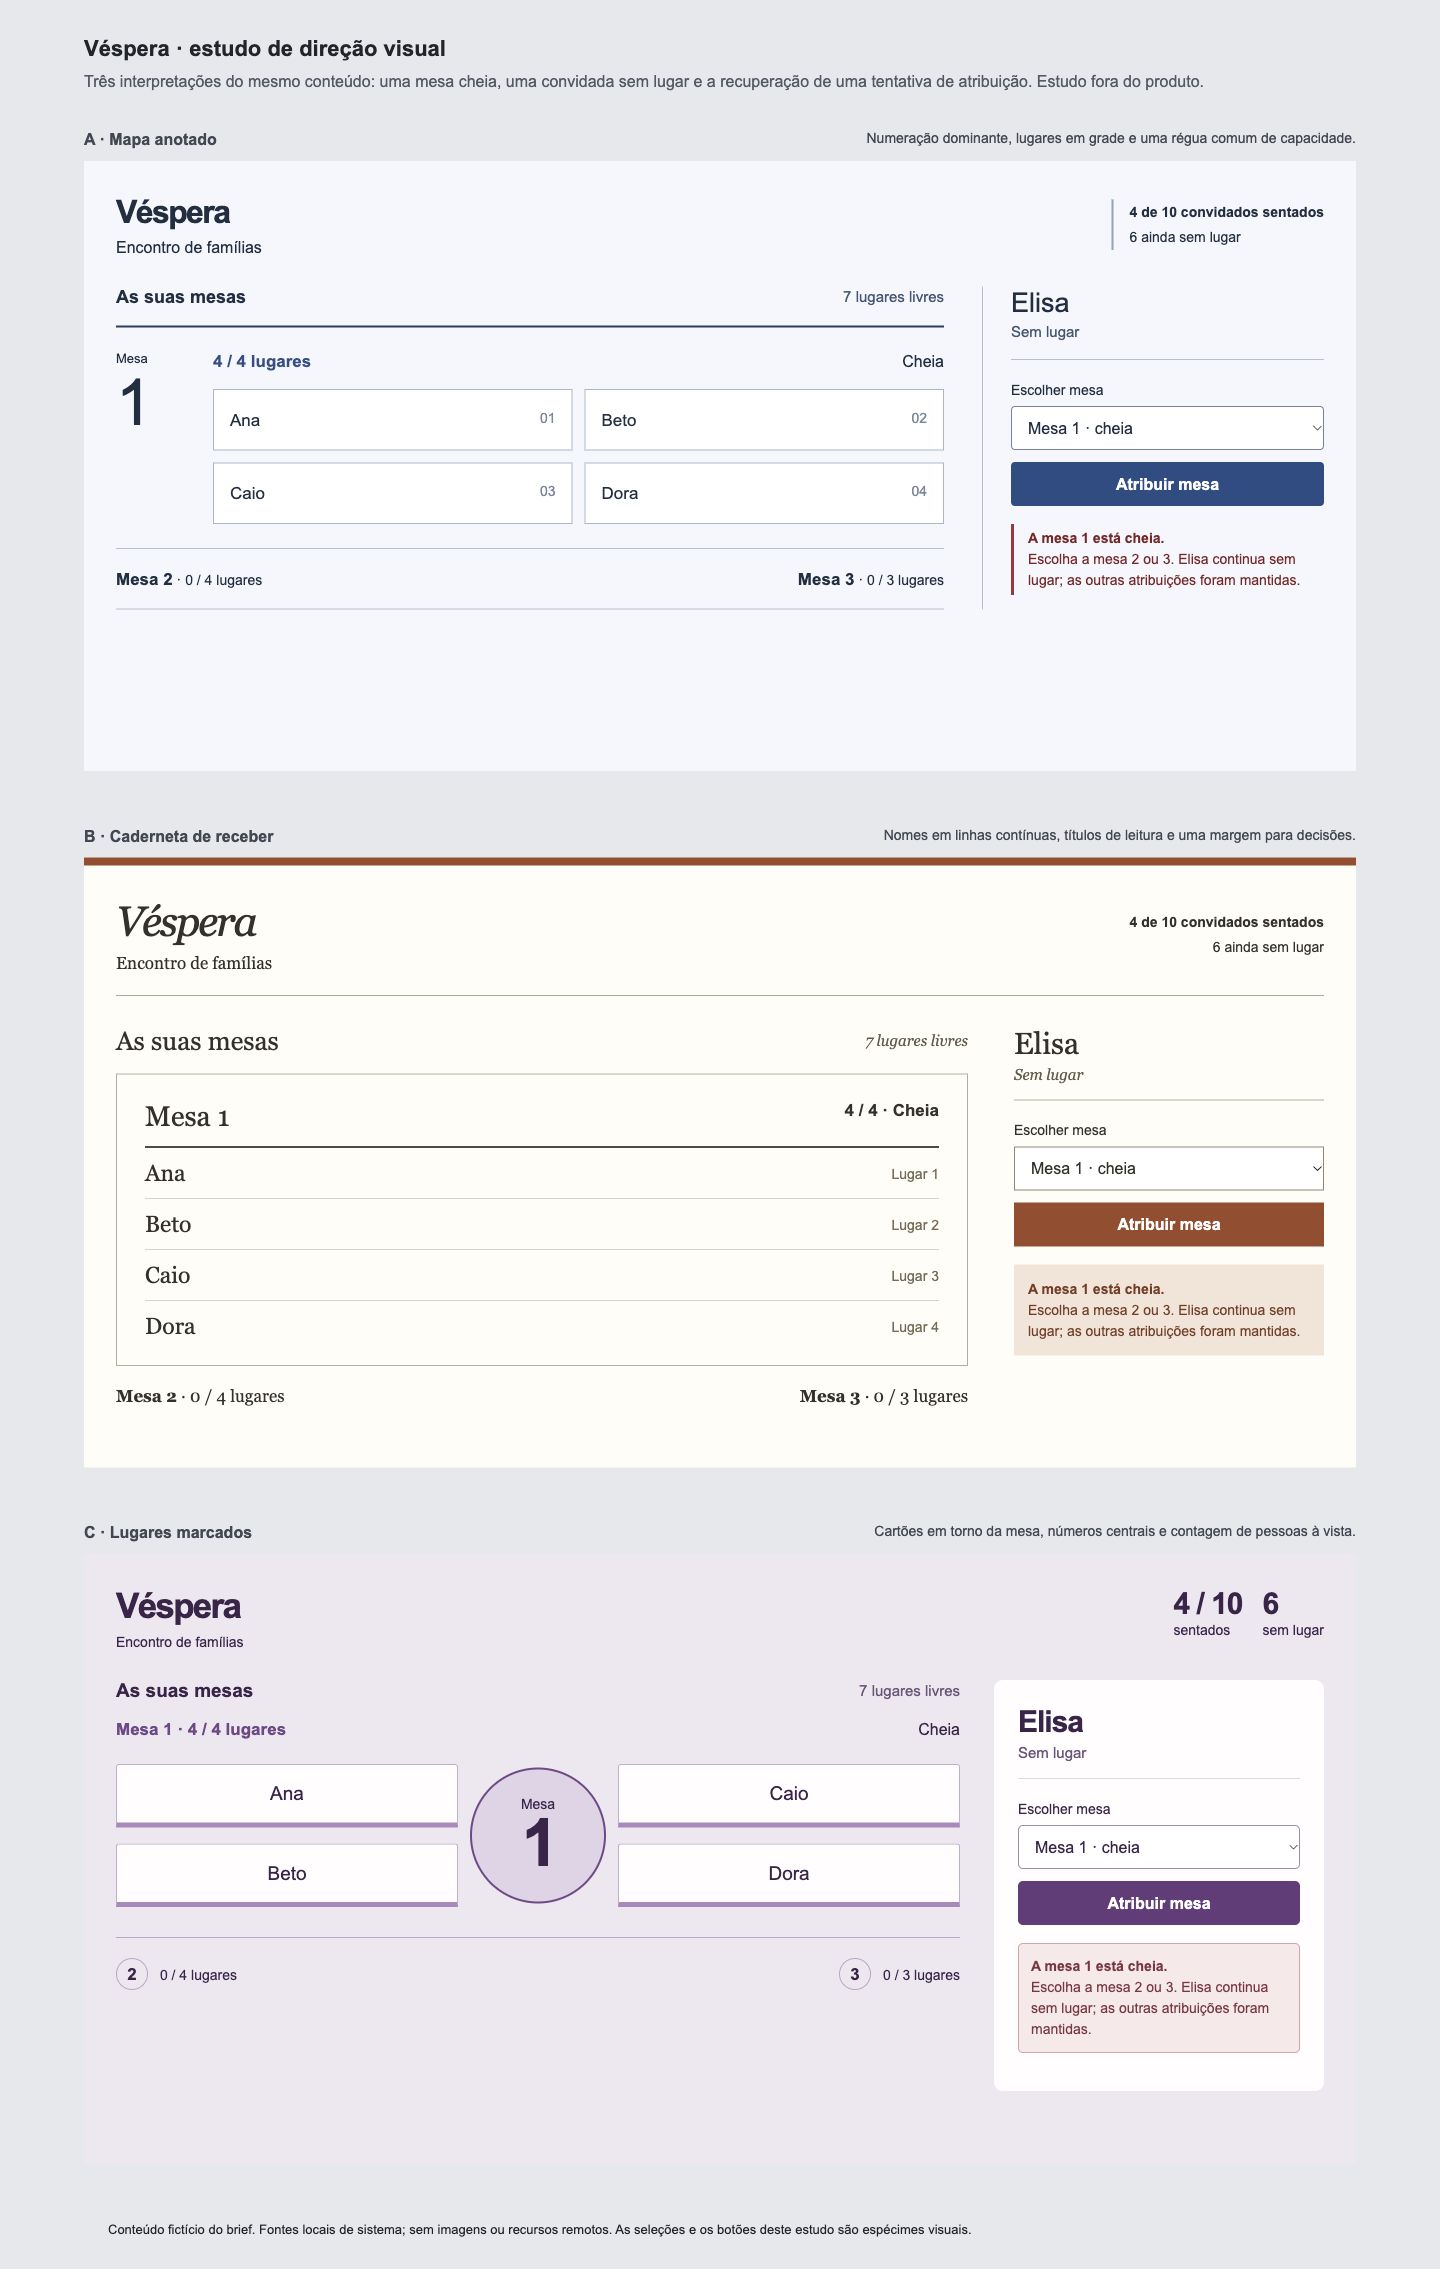 Véspera · estudo de direção visual
Três interpretações do mesmo conteúdo: uma mesa cheia, uma convidada sem lugar e a recuperação de uma tentativa de atribuição. Estudo fora do produto.
A · Mapa anotado
Numeração dominante, lugares em grade e uma régua comum de capacidade.
Véspera
Encontro de famílias
4 de 10 convidados sentados
6 ainda sem lugar
As suas mesas
7 lugares livres
Mesa
1
4 / 4 lugares
Cheia
Ana 01
Beto 02
Caio 03
Dora 04
Mesa 2 · 0 / 4 lugares
Mesa 3 · 0 / 3 lugares
Elisa
Sem lugar
Escolher mesa
Mesa 1 · cheia
Atribuir mesa
A mesa 1 está cheia.
Escolha a mesa 2 ou 3. Elisa continua sem
lugar; as outras atribuições foram mantidas.
B · Caderneta de receber
Nomes em linhas contínuas, títulos de leitura e uma margem para decisões.
Véspera
Encontro de famílias
4 de 10 convidados sentados
6 ainda sem lugar
As suas mesas
7 lugares livres
Mesa 1
4 / 4 · Cheia
Ana Lugar 1
Beto Lugar 2
Caio Lugar 3
Dora Lugar 4
Mesa 2 · 0 / 4 lugares
Mesa 3 · 0 / 3 lugares
Elisa
Sem lugar
Escolher mesa
Mesa 1 · cheia
Atribuir mesa
A mesa 1 está cheia.
Escolha a mesa 2 ou 3. Elisa continua sem
lugar; as outras atribuições foram mantidas.
C · Lugares marcados
Cartões em torno da mesa, números centrais e contagem de pessoas à vista.
Véspera
Encontro de famílias
4 / 10
sentados
6
sem lugar
As suas mesas
7 lugares livres
Mesa 1 · 4 / 4 lugares
Cheia
Ana
Beto
Mesa
1
Caio
Dora
2 0 / 4 lugares
3 0 / 3 lugares
Elisa
Sem lugar
Escolher mesa
Mesa 1 · cheia
Atribuir mesa
A mesa 1 está cheia.
Escolha a mesa 2 ou 3. Elisa continua
sem lugar; as outras atribuições foram
mantidas.
Conteúdo fictício do brief. Fontes locais de sistema; sem imagens ou recursos remotos. As seleções e os botões deste estudo são espécimes visuais.